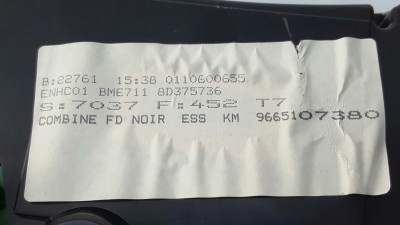 B:22761 15:38 0110600655
ENHC01 BME711 8D375736
S:7037 F:452 T7
COMBINE FD NOIR ESS KM 9665107380